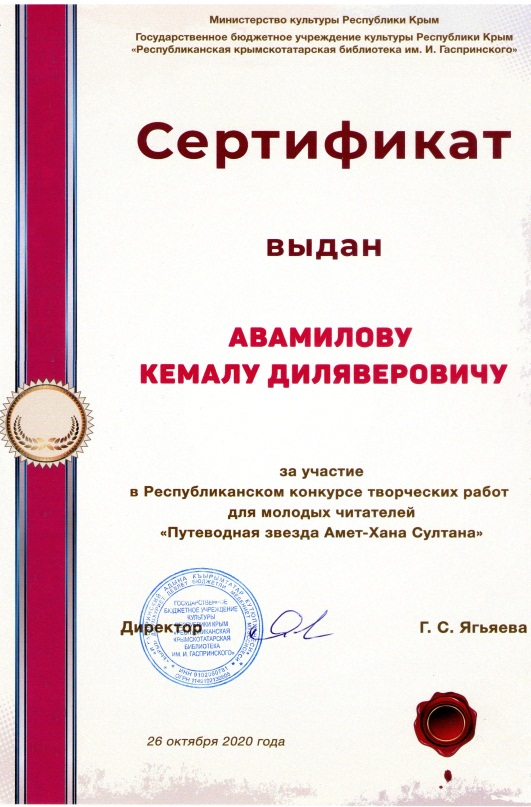 Министерство культуры Республики Крым
Государственное бюджетное учреждение культуры Республики Крым
«Республиканская крымскотатарская библиотека им. И. Гаспринского»
Сертификат
выдан
АВАМИЛОВУ
КЕМАЛУ ДИЛЯВЕРОВИЧУ
за участие
в Республиканском конкурсе творческих работ
для молодых читателей
«Путеводная звезда Амет-Хана Султана»
ГОСУДАРСТВЕННОЕ
БЮДЖЕТНОЕ УЧРЕЖДЕНИЕ
КУЛЬТУРЫ
РЕСПУБЛИКИ КРЫМ
«РЕСПУБЛИКАНСКАЯ
КРЫМСКОТАТАРСКАЯ
БИБЛИОТЕКА
ИМ. И. ГАСПРИНСКОГО»
Директор
Г. С. Ягьяева
26 октября 2020 года